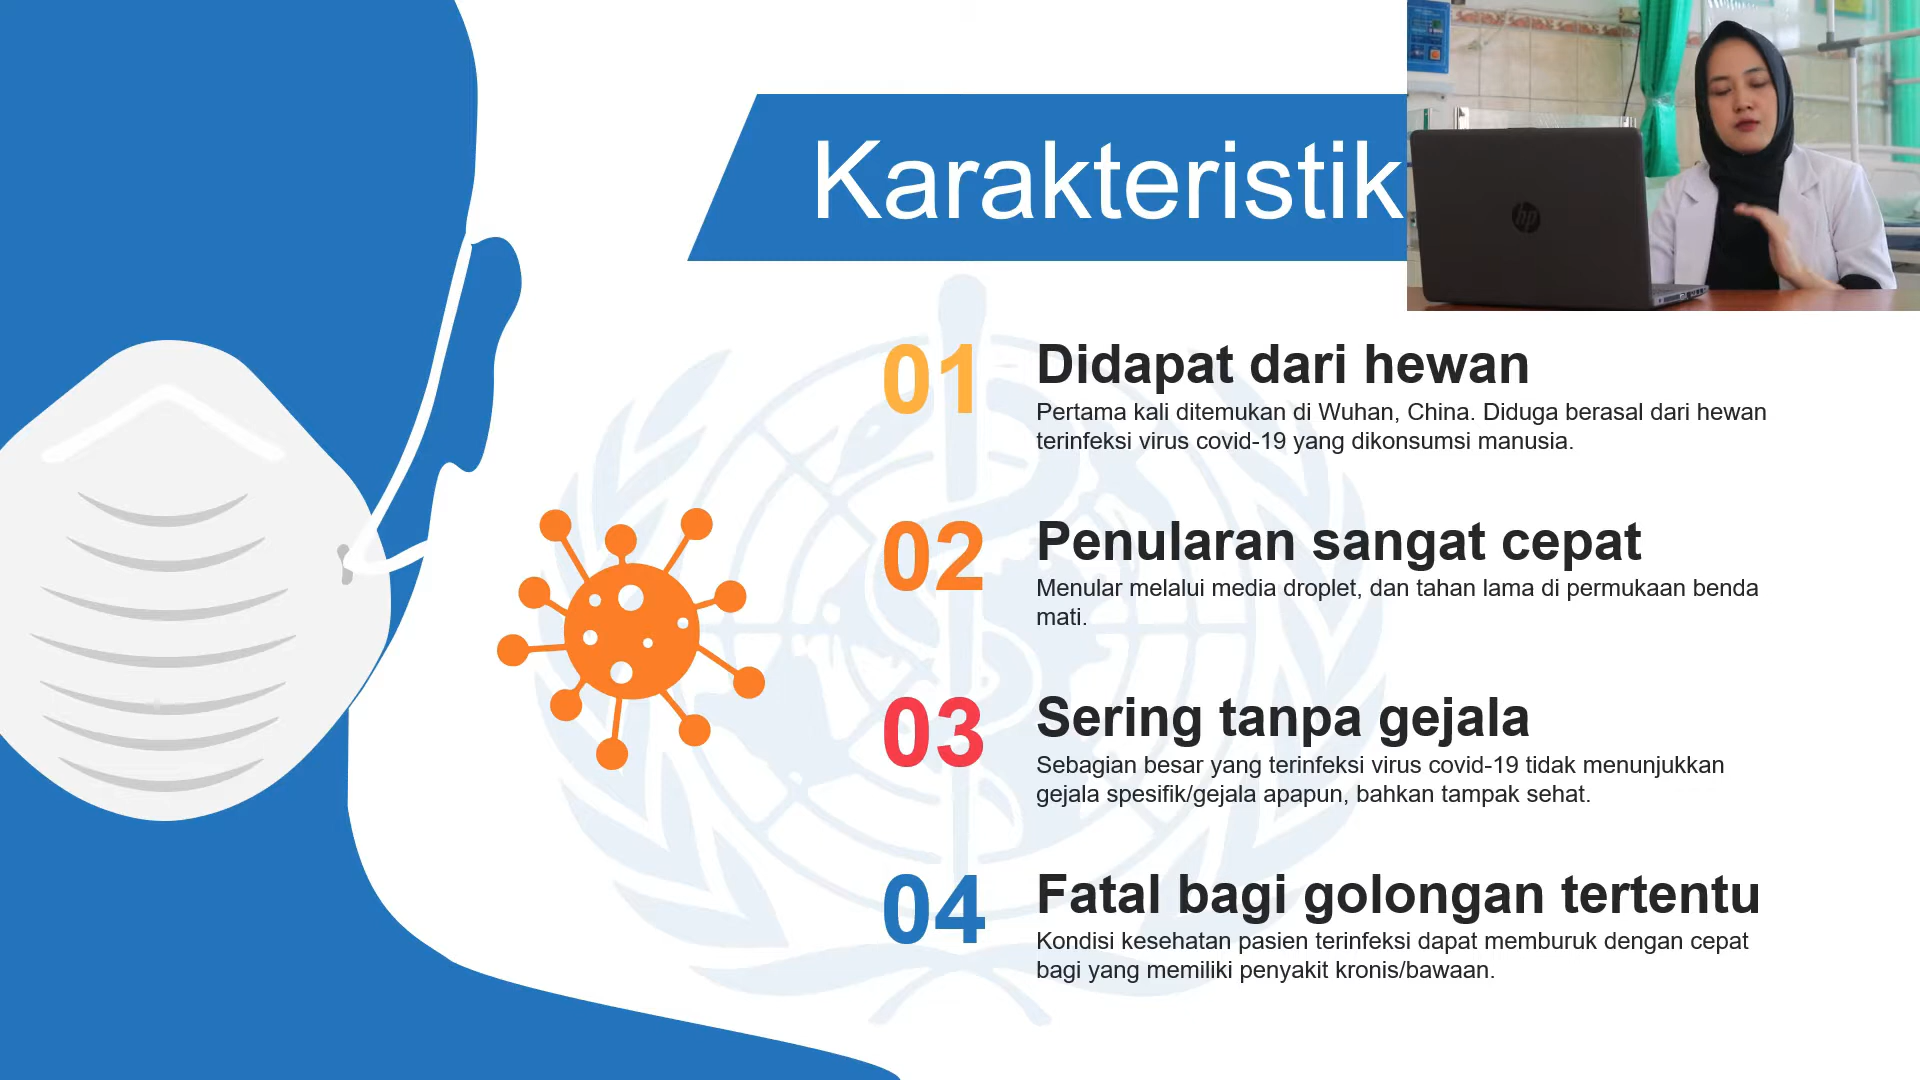 Karakteristik
hp
01
Didapat dari hewan
Pertama kali ditemukan di Wuhan, China. Diduga berasal dari hewan
terinfeksi virus covid-19 yang dikonsumsi manusia.
02
Penularan sangat cepat
Menular melalui media droplet, dan tahan lama di permukaan benda
mati.
03
Sering tanpa gejala
Sebagian besar yang terinfeksi virus covid-19 tidak menunjukkan
gejala spesifik/gejala apapun, bahkan tampak sehat.
04
Fatal bagi golongan tertentu
Kondisi kesehatan pasien terinfeksi dapat memburuk dengan cepat
bagi yang memiliki penyakit kronis/bawaan.